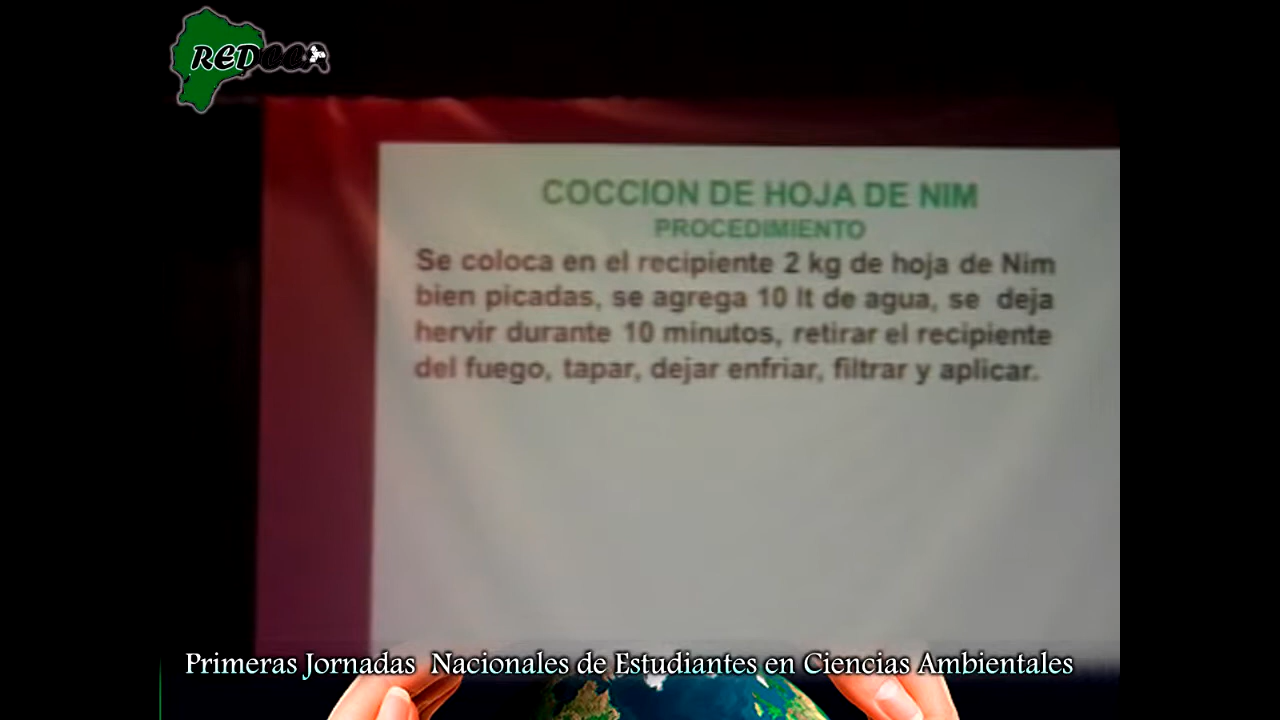 REDCCA
COCCION DE HOJA DE NIM
PROCEDIMIENTO
Se coloca en el recipiente 2 kg de hoja de Nim
bien picadas, se agrega 10 lt de agua, se deja
hervir durante 10 minutos, retirar el recipiente
del fuego, tapar, dejar enfriar, filtrar y aplicar.
Primeras Jornadas Nacionales de Estudiantes en Ciencias Ambientales